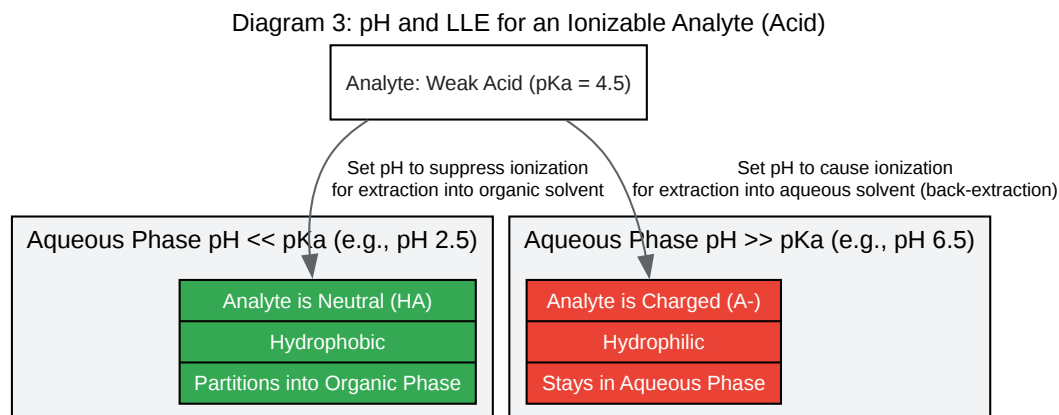 Diagram 3: pH and LLE for an Ionizable Analyte (Acid)
Analyte: Weak Acid (pKa = 4.5)
Set pH to suppress ionization
for extraction into organic solvent
Set pH to cause ionization
for extraction into aqueous solvent (back-extraction)
Aqueous Phase pH << pKa (e.g., pH 2.5)
Analyte is Neutral (HA)
Hydrophobic
Partitions into Organic Phase
Aqueous Phase pH >> pKa (e.g., pH 6.5)
Analyte is Charged (A-)
Hydrophilic
Stays in Aqueous Phase